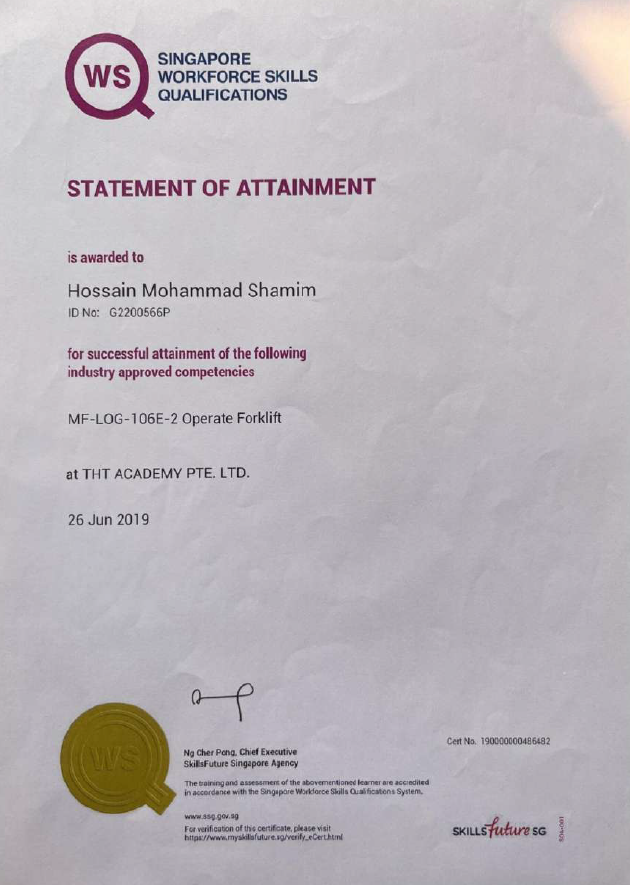 WS
SINGAPORE
WORKFORCE SKILLS
QUALIFICATIONS
STATEMENT OF ATTAINMENT
is awarded to
Hossain Mohammad Shamim
ID No: G2200566P
for successful attainment of the following
industry approved competencies
MF-LOG-106E-2 Operate Forklift
at THT ACADEMY PTE. LTD.
26 Jun 2019
Cert No. 190000000486482
WS
Ng Cher Pong, Chief Executive
SkillsFuture Singapore Agency
The training and assessment of the abovementioned learner are accredited
in accordance with the Singapore Workforce Skills Qualifications System.
www.ssg.gov.sg
For verification of this certificate, please visit
https://www.myskillsfuture.sg/verify_eCert.html
SKILLSfuture SG